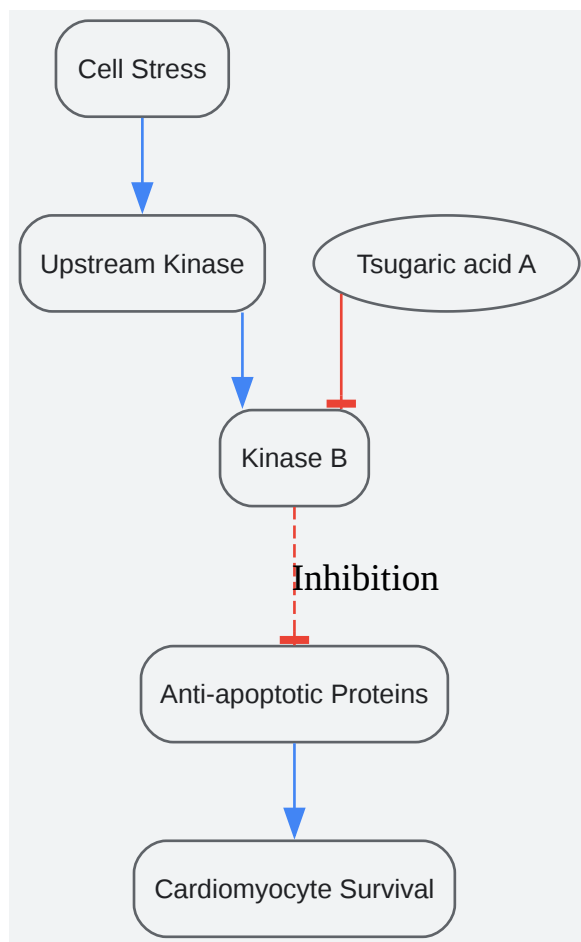 Cell Stress
Upstream Kinase
Tsugaric acid A
Kinase B
Inhibition
Anti-apoptotic Proteins
Cardiomyocyte Survival